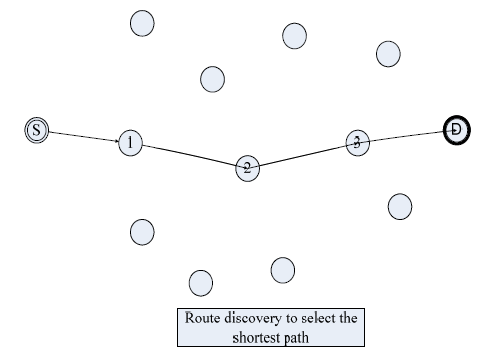 S
1
2
3
D
Route discovery to select the
shortest path